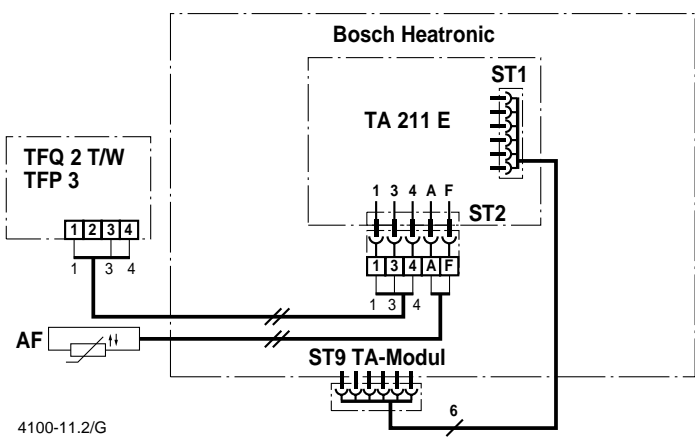 Bosch Heatronic
ST1
TA 211 E
TFQ 2 T/W
TFP 3
1 3 4 A F
ST2
1 2 3 4
1 3 4
1 3 4 A F
1 3 4
AF
ST9 TA-Modul
6
4100-11.2/G